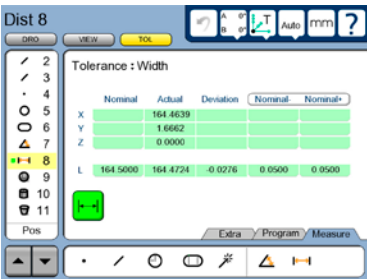 Dist 8
DRO VIEW TOL
A 0°
B 0°
T Auto mm ?
Tolerance : Width
Nominal Actual Deviation Nominal- Nominal+
X 164.4639
Y 1.6662
Z 0.0000
L 164.5000 164.4724 -0.0276 0.0500 0.0500
2
3
4
5
6
7
8
9
10
11
Pos
Extra Program Measure